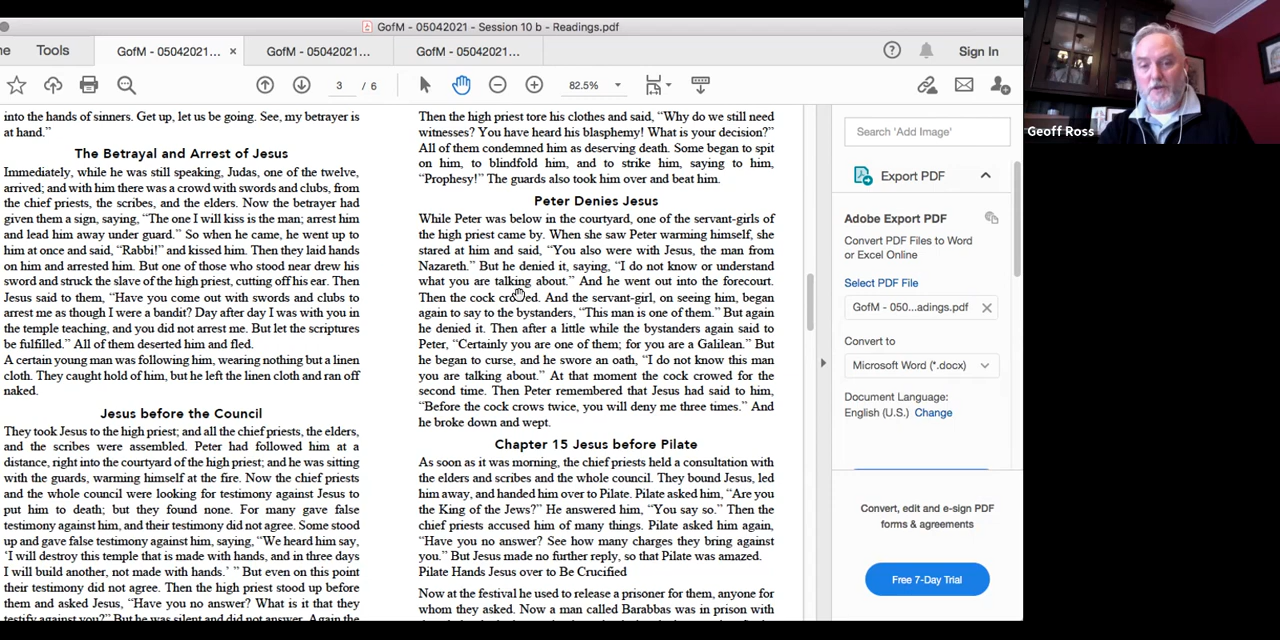 GofM - 05042021 - Session 10 b - Readings.pdf
Tools
GofM - 05042021...
GofM - 05042021...
GofM - 05042021...
Sign In
3 / 6
82.5%
into the hands of sinners. Get up, let us be going. See, my betrayer is
at hand.”
The Betrayal and Arrest of Jesus
Immediately, while he was still speaking, Judas, one of the twelve,
arrived; and with him there was a crowd with swords and clubs, from
the chief priests, the scribes, and the elders. Now the betrayer had
given them a sign, saying, “The one I will kiss is the man; arrest him
and lead him away under guard.” So when he came, he went up to
him at once and said, “Rabbi!” and kissed him. Then they laid hands
on him and arrested him. But one of those who stood near drew his
sword and struck the slave of the high priest, cutting off his ear. Then
Jesus said to them, “Have you come out with swords and clubs to
arrest me as though I were a bandit? Day after day I was with you in
the temple teaching, and you did not arrest me. But let the scriptures
be fulfilled.” All of them deserted him and fled.
A certain young man was following him, wearing nothing but a linen
cloth. They caught hold of him, but he left the linen cloth and ran off
naked.
Jesus before the Council
They took Jesus to the high priest; and all the chief priests, the elders,
and the scribes were assembled. Peter had followed him at a
distance, right into the courtyard of the high priest; and he was sitting
with the guards, warming himself at the fire. Now the chief priests
and the whole council were looking for testimony against Jesus to
put him to death; but they found none. For many gave false
testimony against him, and their testimony did not agree. Some stood
up and gave false testimony against him, saying, “We heard him say,
‘I will destroy this temple that is made with hands, and in three days
I will build another, not made with hands.’ ” But even on this point
their testimony did not agree. Then the high priest stood up before
them and asked Jesus, “Have you no answer? What is it that they
testify against you?” But he was silent and did not answer. Again the
Then the high priest tore his clothes and said, “Why do we still need
witnesses? You have heard his blasphemy! What is your decision?”
All of them condemned him as deserving death. Some began to spit
on him, to blindfold him, and to strike him, saying to him,
“Prophesy!” The guards also took him over and beat him.
Peter Denies Jesus
While Peter was below in the courtyard, one of the servant-girls of
the high priest came by. When she saw Peter warming himself, she
stared at him and said, “You also were with Jesus, the man from
Nazareth.” But he denied it, saying, “I do not know or understand
what you are talking about.” And he went out into the forecourt.
Then the cock crowed. And the servant-girl, on seeing him, began
again to say to the bystanders, “This man is one of them.” But again
he denied it. Then after a little while the bystanders again said to
Peter, “Certainly you are one of them; for you are a Galilean.” But
he began to curse, and he swore an oath, “I do not know this man
you are talking about.” At that moment the cock crowed for the
second time. Then Peter remembered that Jesus had said to him,
“Before the cock crows twice, you will deny me three times.” And
he broke down and wept.
Chapter 15 Jesus before Pilate
As soon as it was morning, the chief priests held a consultation with
the elders and scribes and the whole council. They bound Jesus, led
him away, and handed him over to Pilate. Pilate asked him, “Are you
the King of the Jews?” He answered him, “You say so.” Then the
chief priests accused him of many things. Pilate asked him again,
“Have you no answer? See how many charges they bring against
you.” But Jesus made no further reply, so that Pilate was amazed.
Pilate Hands Jesus over to Be Crucified
Now at the festival he used to release a prisoner for them, anyone for
whom they asked. Now a man called Barabbas was in prison with
Search 'Add Image'
Export PDF
Adobe Export PDF
Convert PDF Files to Word
or Excel Online
Select PDF File
GofM - 050...adings.pdf
Convert to
Microsoft Word (*.docx)
Document Language:
English (U.S.) Change
Convert, edit and e-sign PDF
forms & agreements
Free 7-Day Trial
Geoff Ross